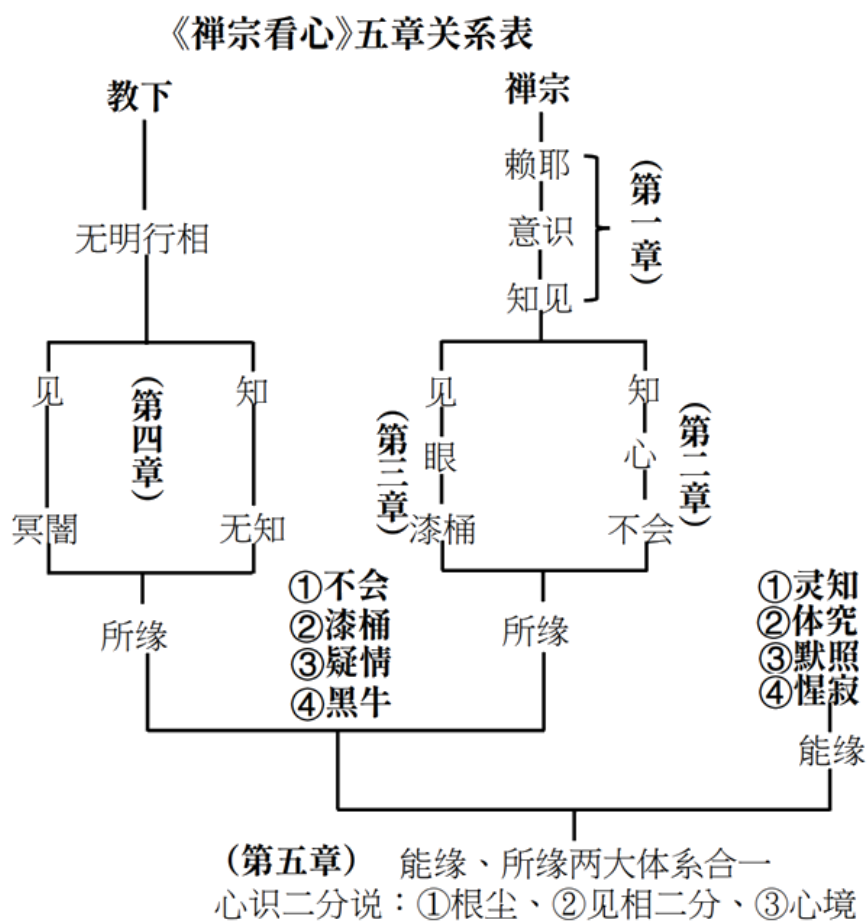 《禅宗看心》五章关系表
教下
禅宗
赖耶
意识
知见
（第一章）
无明行相
见
知
（第四章）
冥闇
无知
所缘
见
眼
漆桶
（第三章）
知
心
不会
（第二章）
所缘
①不会
②漆桶
③疑情
④黑牛
①灵知
②体究
③默照
④惺寂
能缘
（第五章） 能缘、所缘两大体系合一
心识二分说：①根尘、②见相二分、③心境